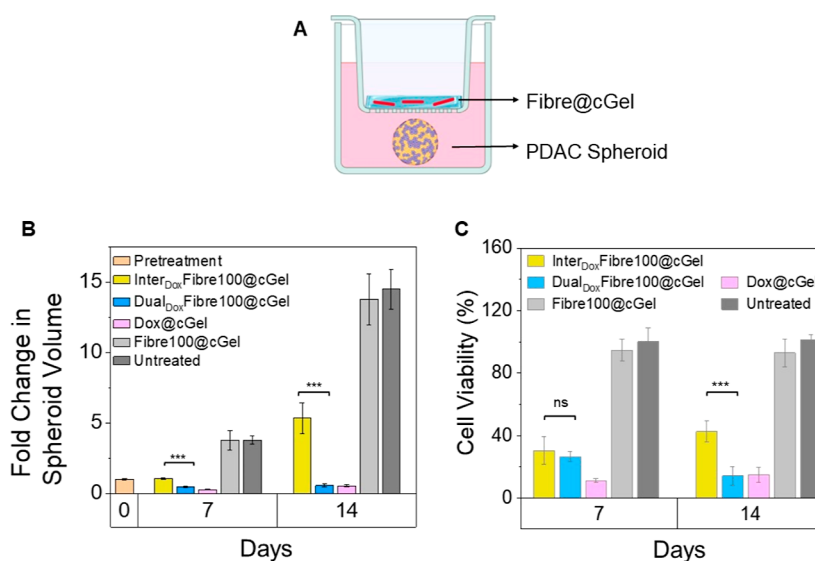 A
Fibre@cGel
PDAC Spheroid
B
Fold Change in
Spheroid Volume
15
10
5
0
Pretreatment
InterDoxFibre100@cGel
DualDoxFibre100@cGel
Dox@cGel
Fibre100@cGel
Untreated
***
***
0
7
14
Days
C
Cell Viability (%)
160
120
80
40
0
InterDoxFibre100@cGel
DualDoxFibre100@cGel
Dox@cGel
Fibre100@cGel
Untreated
ns
***
7
14
Days